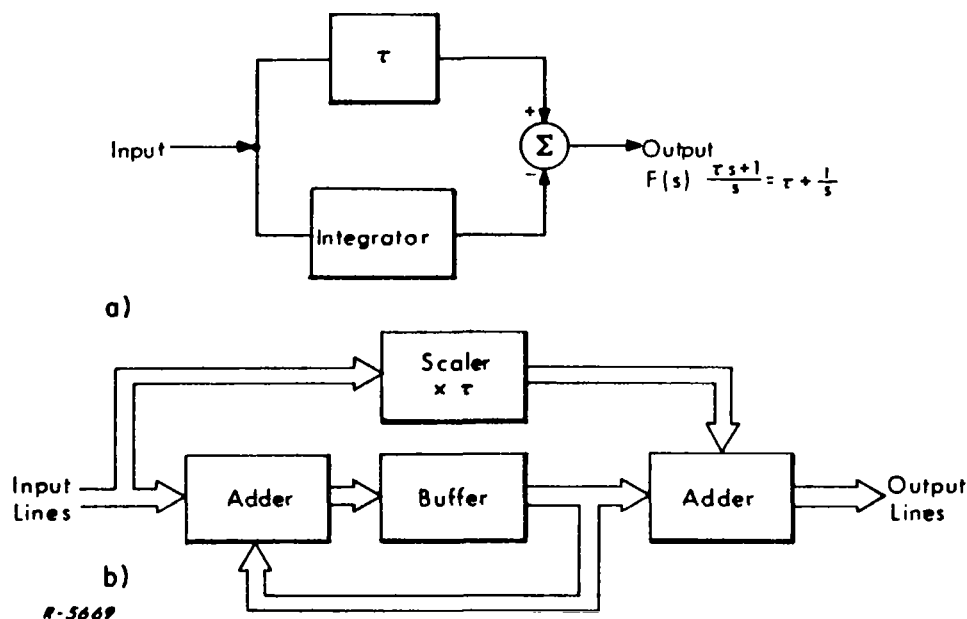 τ
Input
+
Σ
-
Output
F(s) τs+1/s = τ + 1/s
Integrator
a)
Scaler
× τ
Input
Lines
Adder
Buffer
Adder
Output
Lines
b)
R-5669